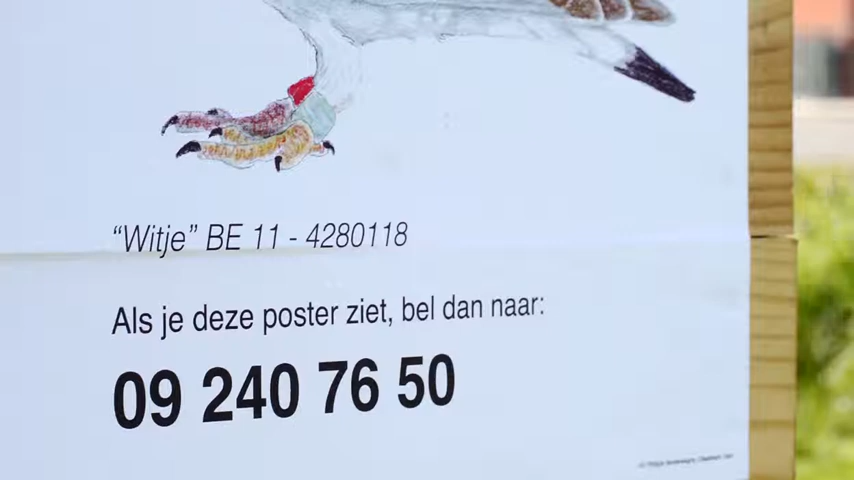 “Witje” BE 11 - 4280118
Als je deze poster ziet, bel dan naar:
09 240 76 50